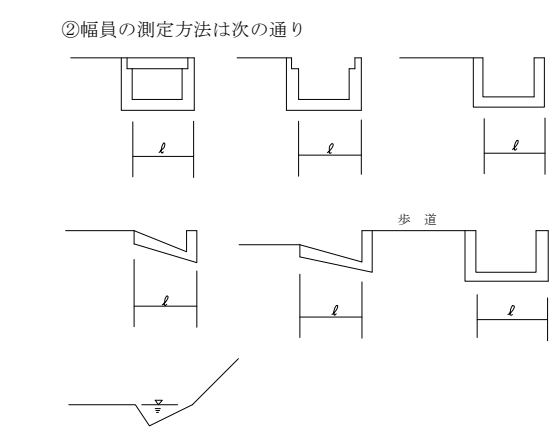 ②幅員の測定方法は次の通り
ℓ ℓ ℓ
歩 道
ℓ ℓ ℓ